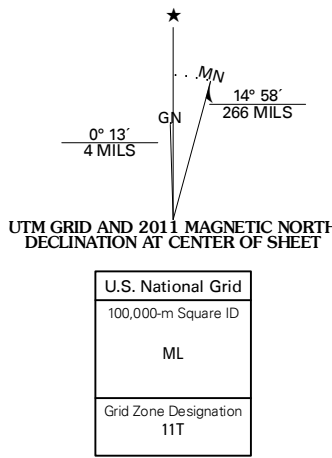 ★
MN
GN
14° 58´
266 MILS
0° 13´
4 MILS
UTM GRID AND 2011 MAGNETIC NORTH
DECLINATION AT CENTER OF SHEET
U.S. National Grid
100,000-m Square ID
ML
Grid Zone Designation
11T